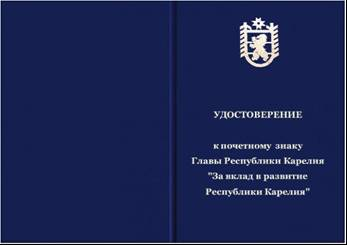 УДОСТОВЕРЕНИЕ
к почетному знаку
Главы Республики Карелия
"За вклад в развитие
Республики Карелия"